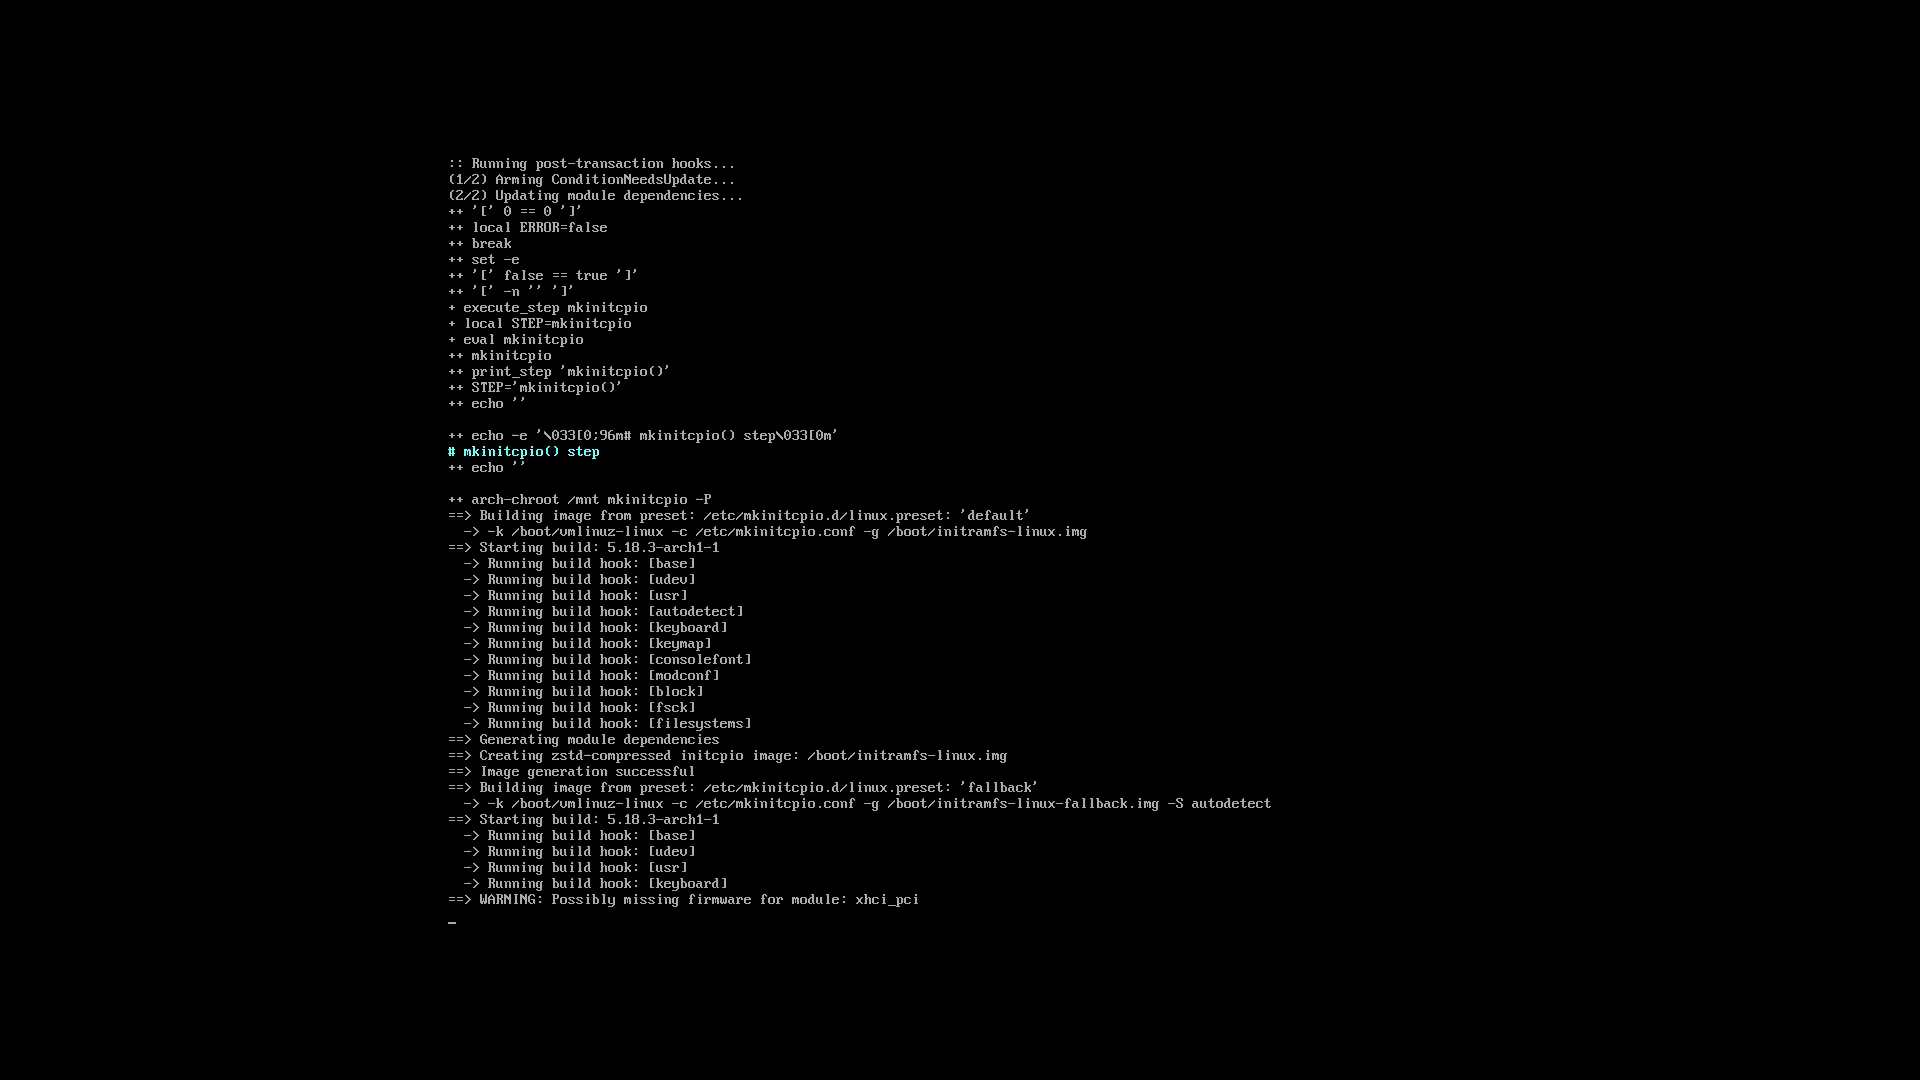 :: Running post-transaction hooks...
(1/2) Arming ConditionNeedsUpdate...
(2/2) Updating module dependencies...
++ '[' 0 == 0 ']'
++ local ERROR=false
++ break
++ set -e
++ '[' false == true ']'
++ '[' -n '' ']'
+ execute_step mkinitcpio
+ local STEP=mkinitcpio
+ eval mkinitcpio
++ mkinitcpio
++ print_step 'mkinitcpio()'
++ STEP='mkinitcpio()'
++ echo ''
++ echo -e '\033[0;96m# mkinitcpio() step\033[0m'
# mkinitcpio() step
++ echo ''
++ arch-chroot /mnt mkinitcpio -P
==> Building image from preset: /etc/mkinitcpio.d/linux.preset: 'default'
  -> -k /boot/vmlinuz-linux -c /etc/mkinitcpio.conf -g /boot/initramfs-linux.img
==> Starting build: 5.18.3-arch1-1
  -> Running build hook: [base]
  -> Running build hook: [udev]
  -> Running build hook: [usr]
  -> Running build hook: [autodetect]
  -> Running build hook: [keyboard]
  -> Running build hook: [keymap]
  -> Running build hook: [consolefont]
  -> Running build hook: [modconf]
  -> Running build hook: [block]
  -> Running build hook: [fsck]
  -> Running build hook: [filesystems]
==> Generating module dependencies
==> Creating zstd-compressed initcpio image: /boot/initramfs-linux.img
==> Image generation successful
==> Building image from preset: /etc/mkinitcpio.d/linux.preset: 'fallback'
  -> -k /boot/vmlinuz-linux -c /etc/mkinitcpio.conf -g /boot/initramfs-linux-fallback.img -S autodetect
==> Starting build: 5.18.3-arch1-1
  -> Running build hook: [base]
  -> Running build hook: [udev]
  -> Running build hook: [usr]
  -> Running build hook: [keyboard]
==> WARNING: Possibly missing firmware for module: xhci_pci
_